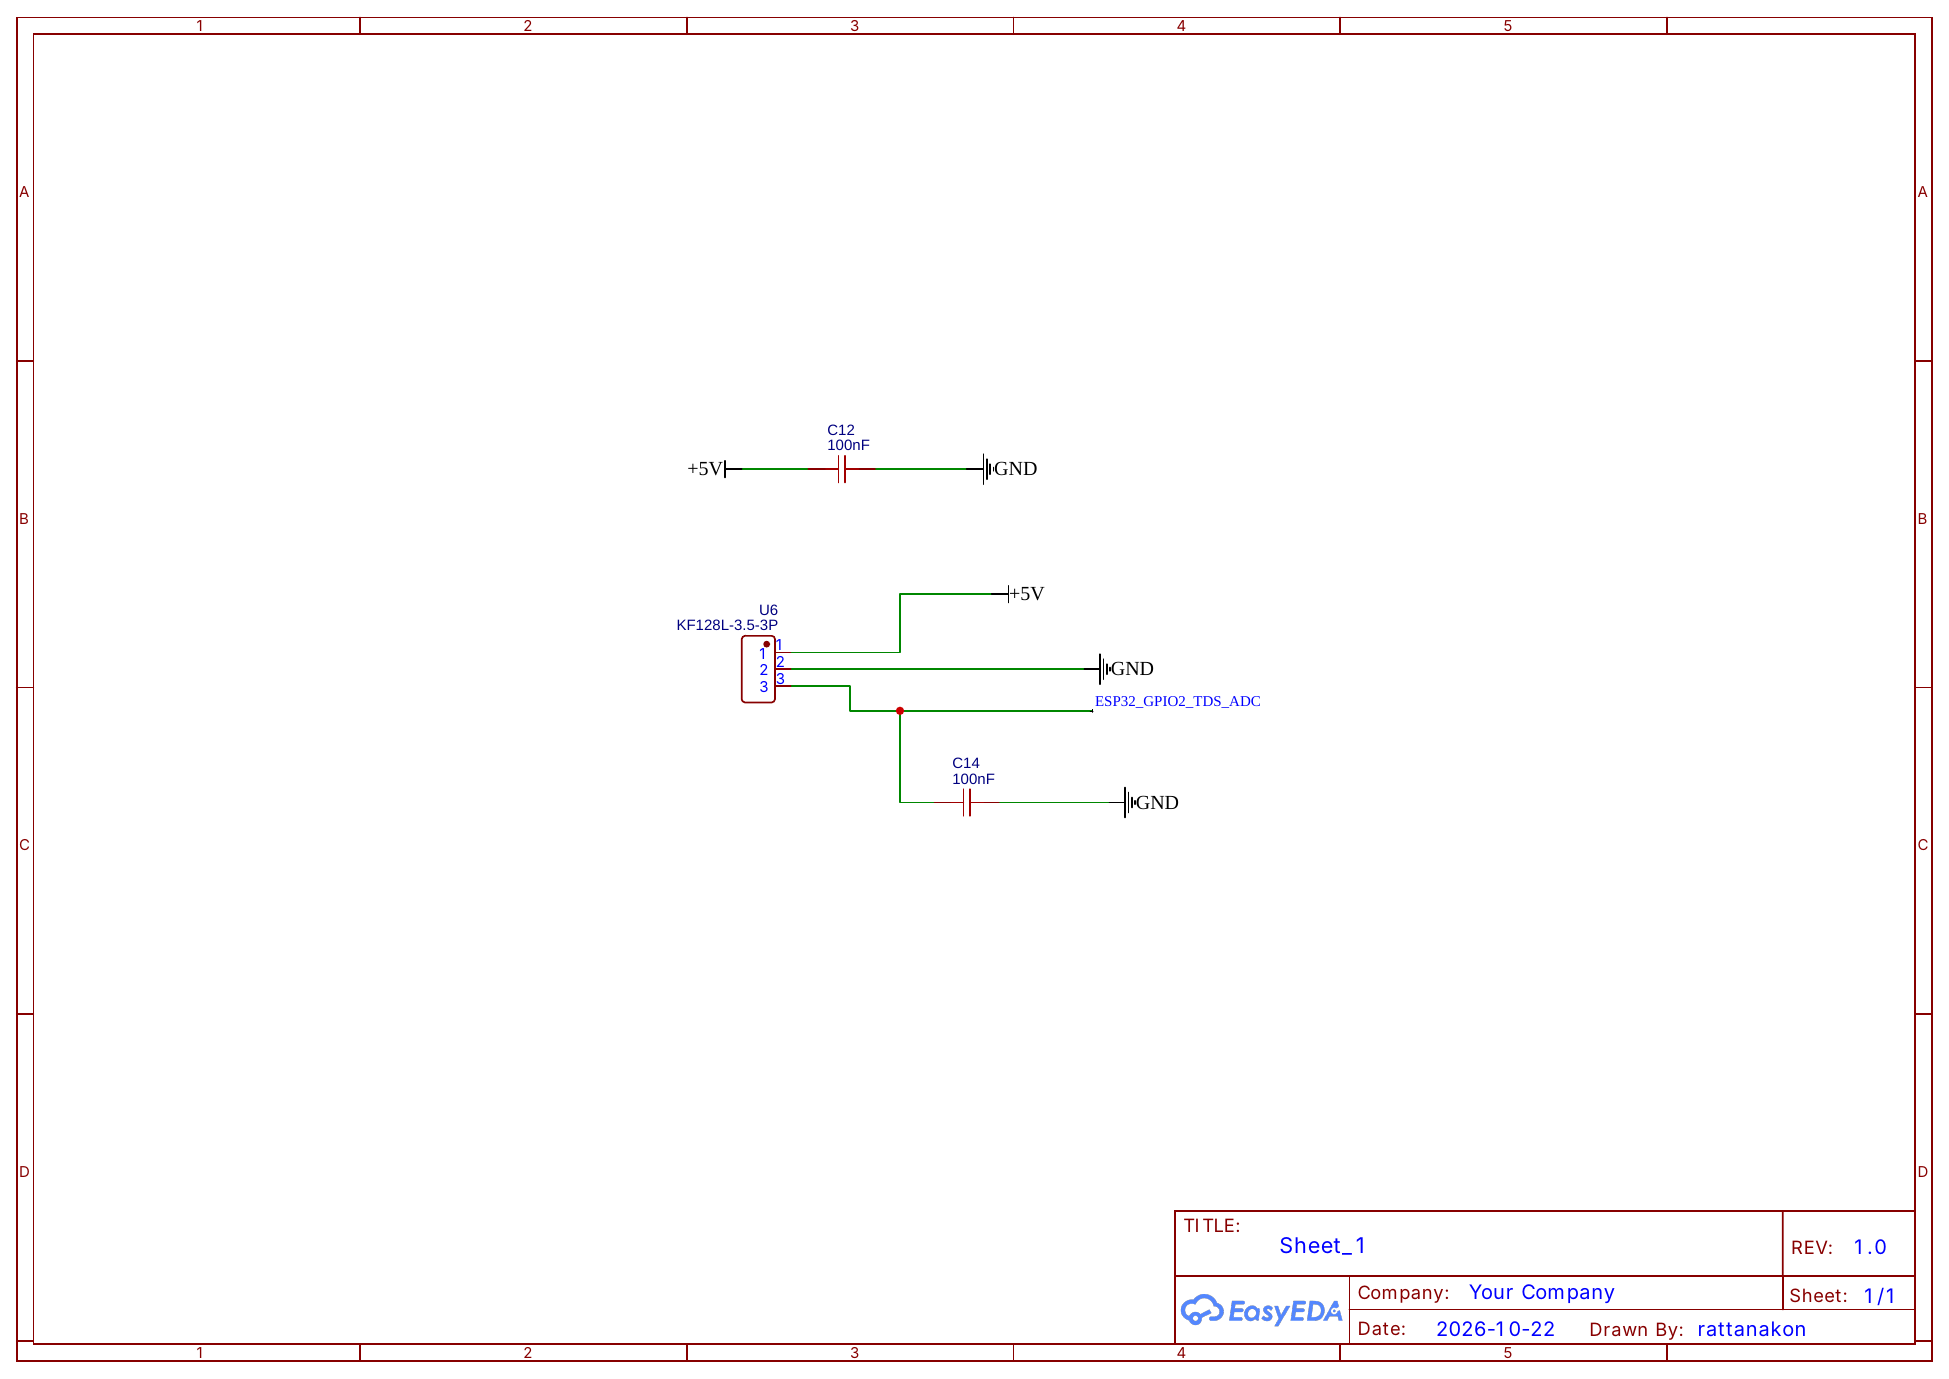 1 2 3 4 5
A A
C12
100nF
+5V GND
B B
+5V
U6
KF128L-3.5-3P
1 1
2 2 GND
3 3
ESP32_GPIO2_TDS_ADC
C14
100nF
GND
C C
D D
TITLE:
Sheet_1
REV: 1.0
EasyEDA
Company: Your Company
Sheet: 1/1
Date: 2026-10-22 Drawn By: rattanakon
1 2 3 4 5